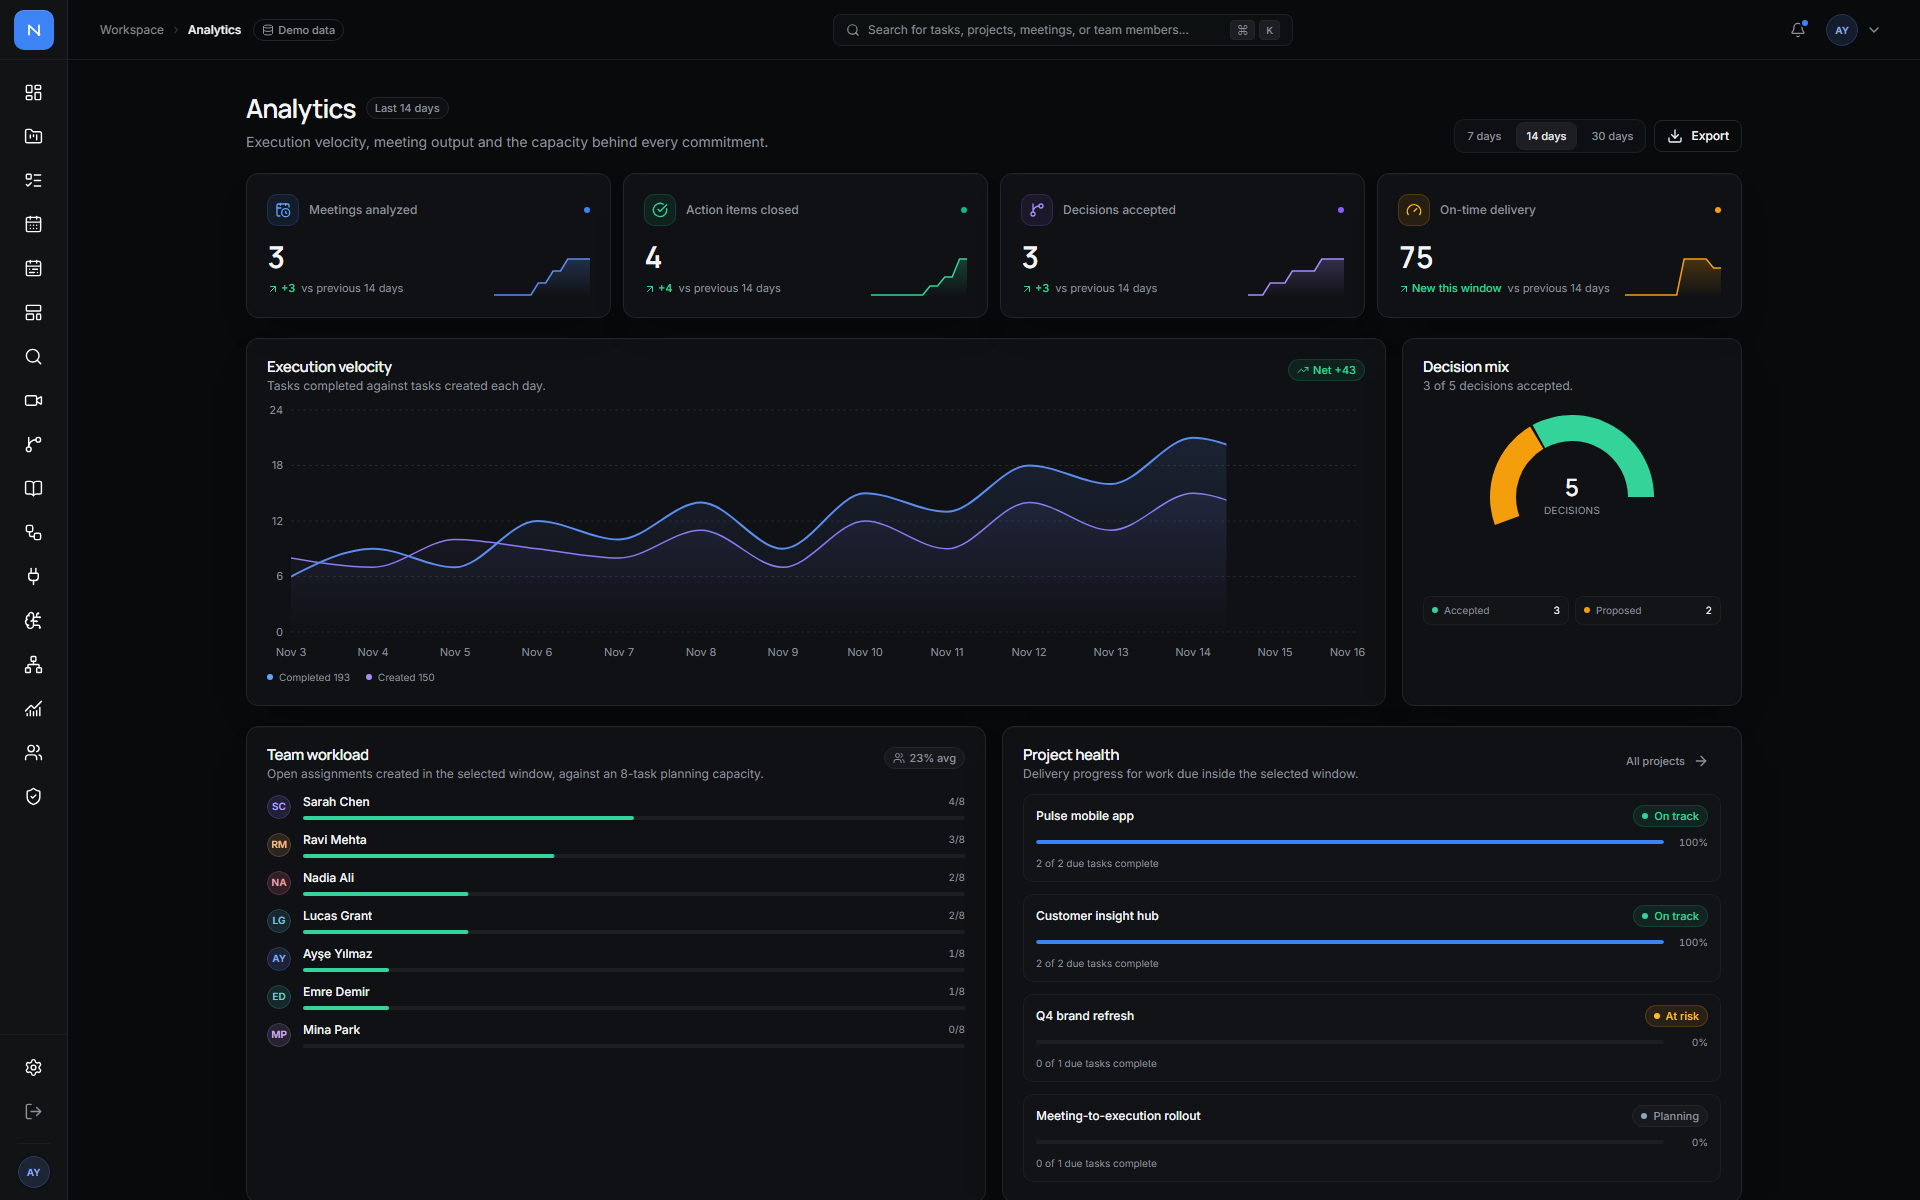 N
Workspace > Analytics Demo data
Search for tasks, projects, meetings, or team members... ⌘ K
AY
Analytics Last 14 days
Execution velocity, meeting output and the capacity behind every commitment.
7 days 14 days 30 days Export
Meetings analyzed
3
+3 vs previous 14 days
Action items closed
4
+4 vs previous 14 days
Decisions accepted
3
+3 vs previous 14 days
On-time delivery
75
New this window vs previous 14 days
Execution velocity
Tasks completed against tasks created each day.
Net +43
24
18
12
6
0
Nov 3 Nov 4 Nov 5 Nov 6 Nov 7 Nov 8 Nov 9 Nov 10 Nov 11 Nov 12 Nov 13 Nov 14 Nov 15 Nov 16
Completed 193 Created 150
Decision mix
3 of 5 decisions accepted.
5
DECISIONS
Accepted 3 Proposed 2
Team workload
Open assignments created in the selected window, against an 8-task planning capacity.
23% avg
SC Sarah Chen 4/8
RM Ravi Mehta 3/8
NA Nadia Ali 2/8
LG Lucas Grant 2/8
AY Ayşe Yılmaz 1/8
ED Emre Demir 1/8
MP Mina Park 0/8
Project health
Delivery progress for work due inside the selected window.
All projects
Pulse mobile app On track
100%
2 of 2 due tasks complete
Customer insight hub On track
100%
2 of 2 due tasks complete
Q4 brand refresh At risk
0%
0 of 1 due tasks complete
Meeting-to-execution rollout Planning
0%
0 of 1 due tasks complete
AY